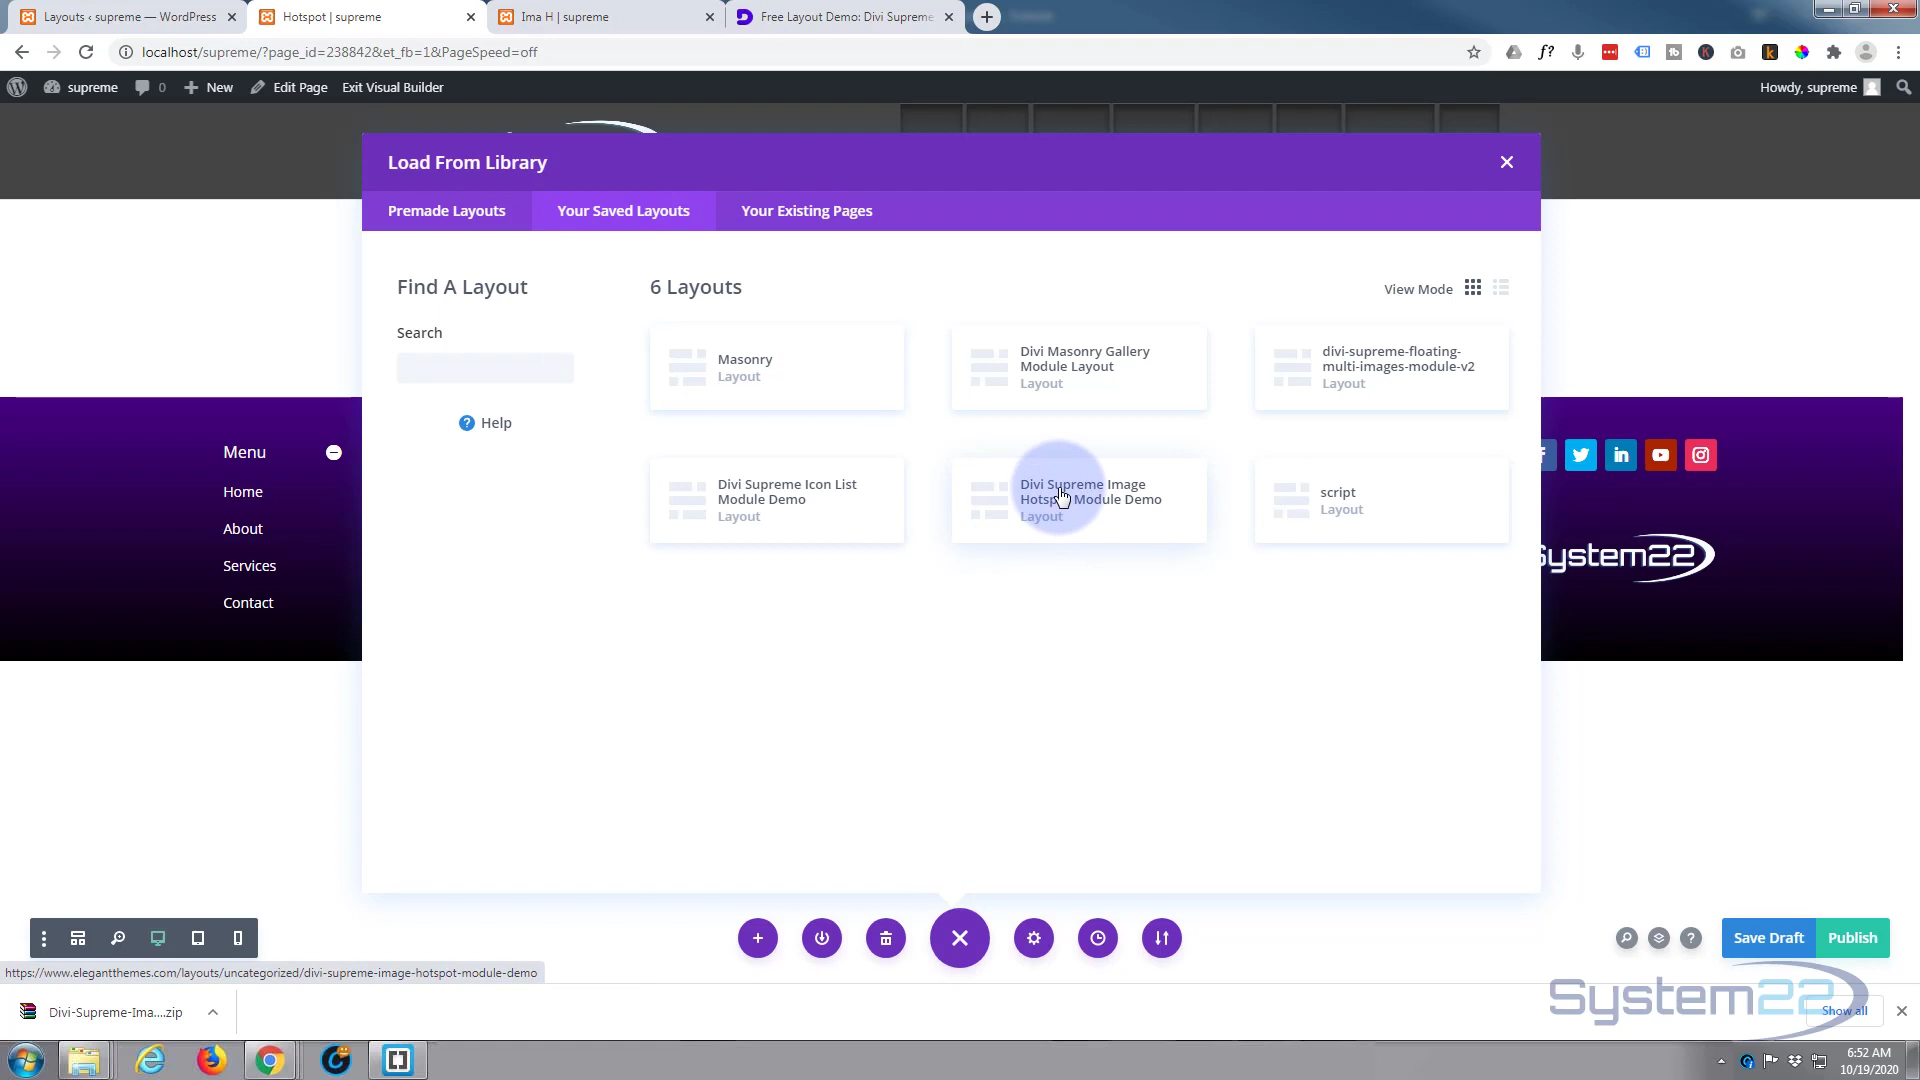 Layouts ‹ supreme — WordPress
Hotspot | supreme
Ima H | supreme
Free Layout Demo: Divi Supreme
localhost/supreme/?page_id=238842&et_fb=1&PageSpeed=off
supreme
0
New
Edit Page
Exit Visual Builder
Howdy, supreme
Load From Library
Premade Layouts
Your Saved Layouts
Your Existing Pages
Find A Layout
6 Layouts
View Mode
Search
Help
Masonry
Layout
Divi Masonry Gallery
Module Layout
Layout
divi-supreme-floating-
multi-images-module-v2
Layout
Divi Supreme Icon List
Module Demo
Layout
Divi Supreme Image
Hotspot Module Demo
Layout
script
Layout
Menu
Home
About
Services
Contact
System22
Save Draft
Publish
https://www.elegantthemes.com/layouts/uncategorized/divi-supreme-image-hotspot-module-demo
Divi-Supreme-Ima....zip
System22
Show all
6:52 AM
10/19/2020